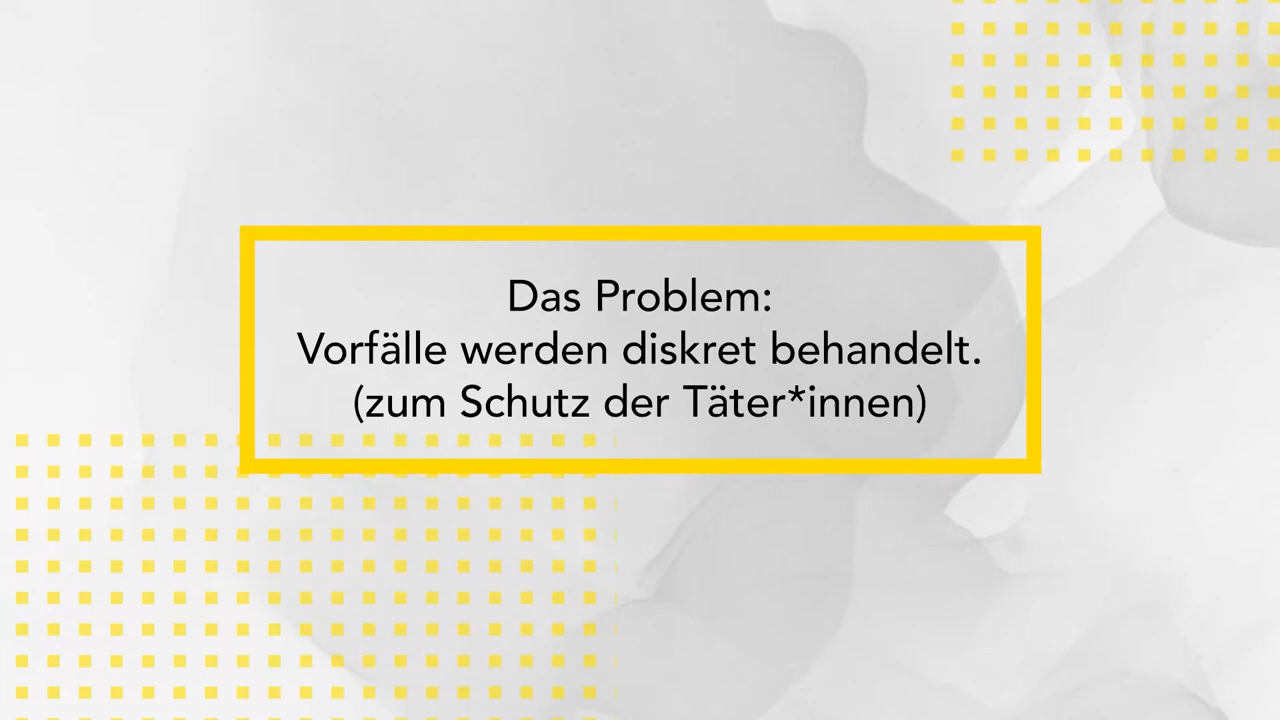 Das Problem:
Vorfälle werden diskret behandelt.
(zum Schutz der Täter*innen)